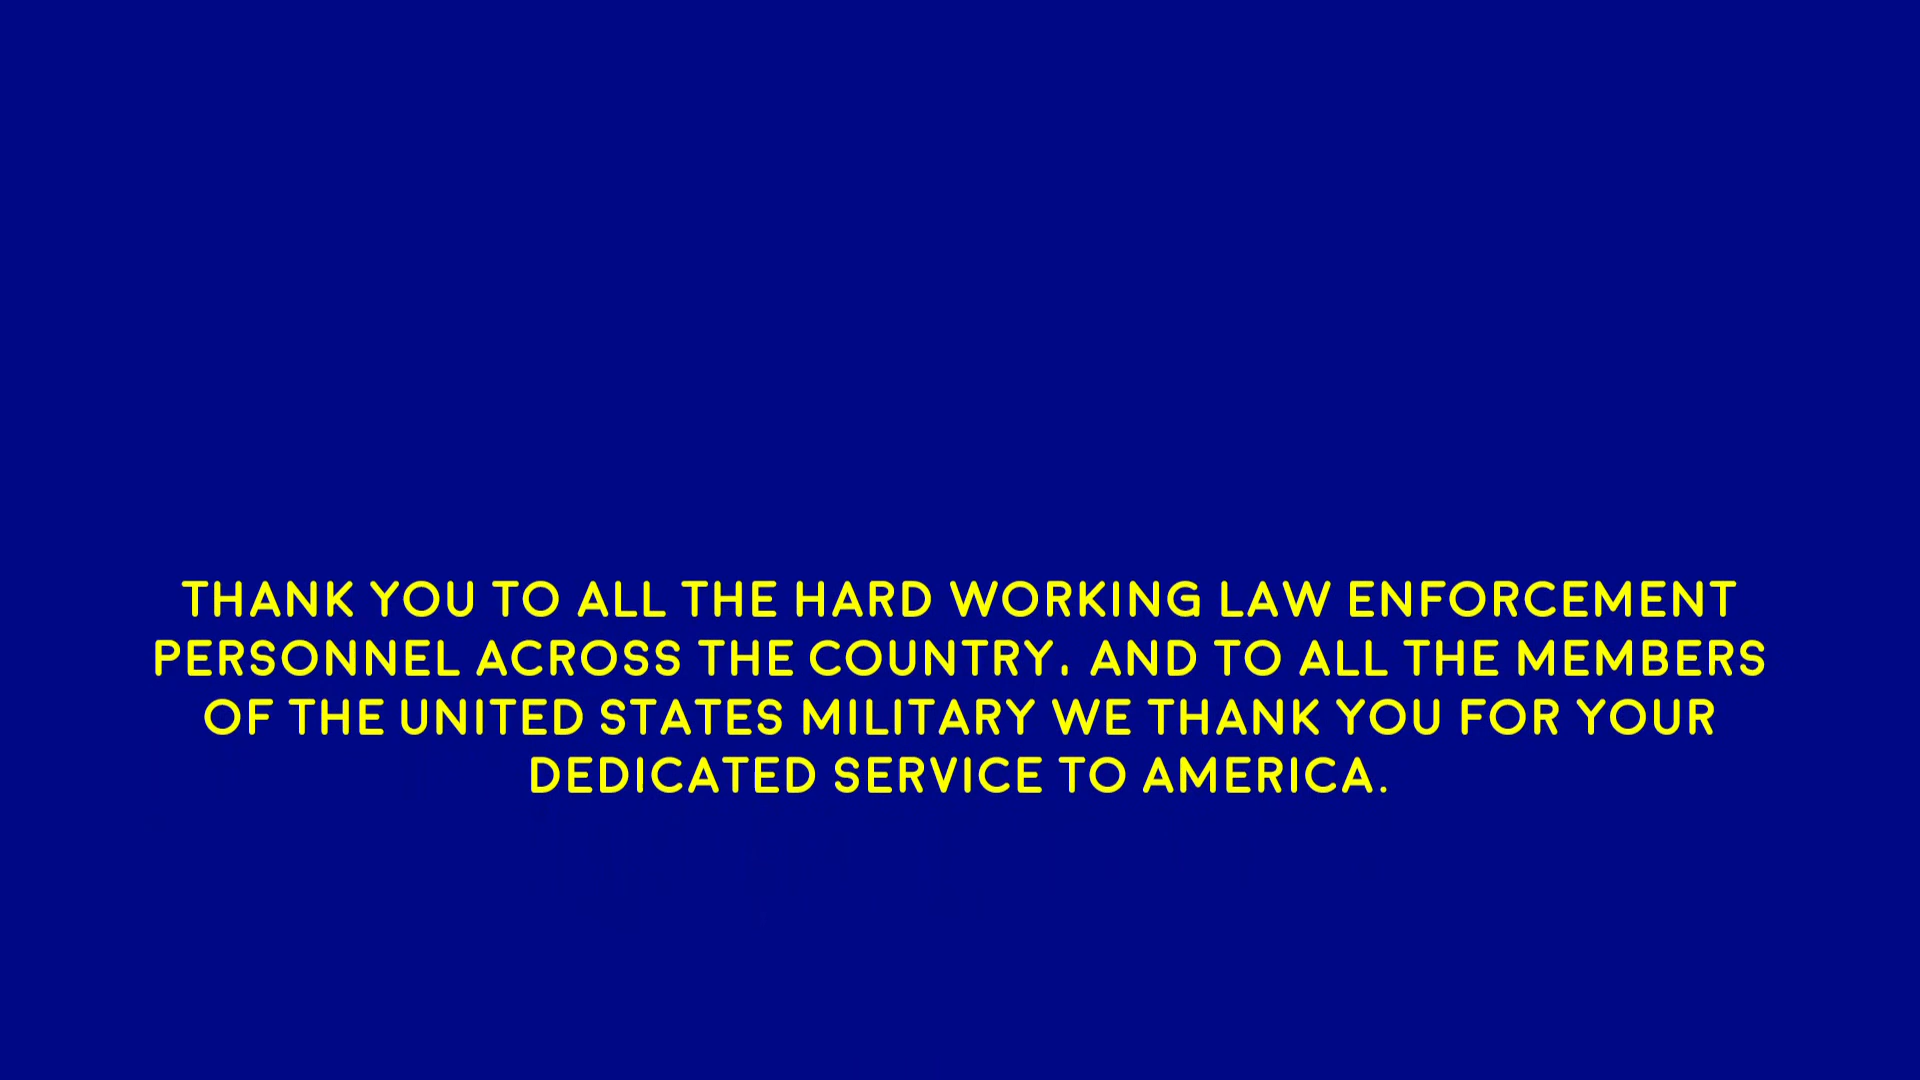 THANK YOU TO ALL THE HARD WORKING LAW ENFORCEMENT
PERSONNEL ACROSS THE COUNTRY, AND TO ALL THE MEMBERS
OF THE UNITED STATES MILITARY WE THANK YOU FOR YOUR
DEDICATED SERVICE TO AMERICA.